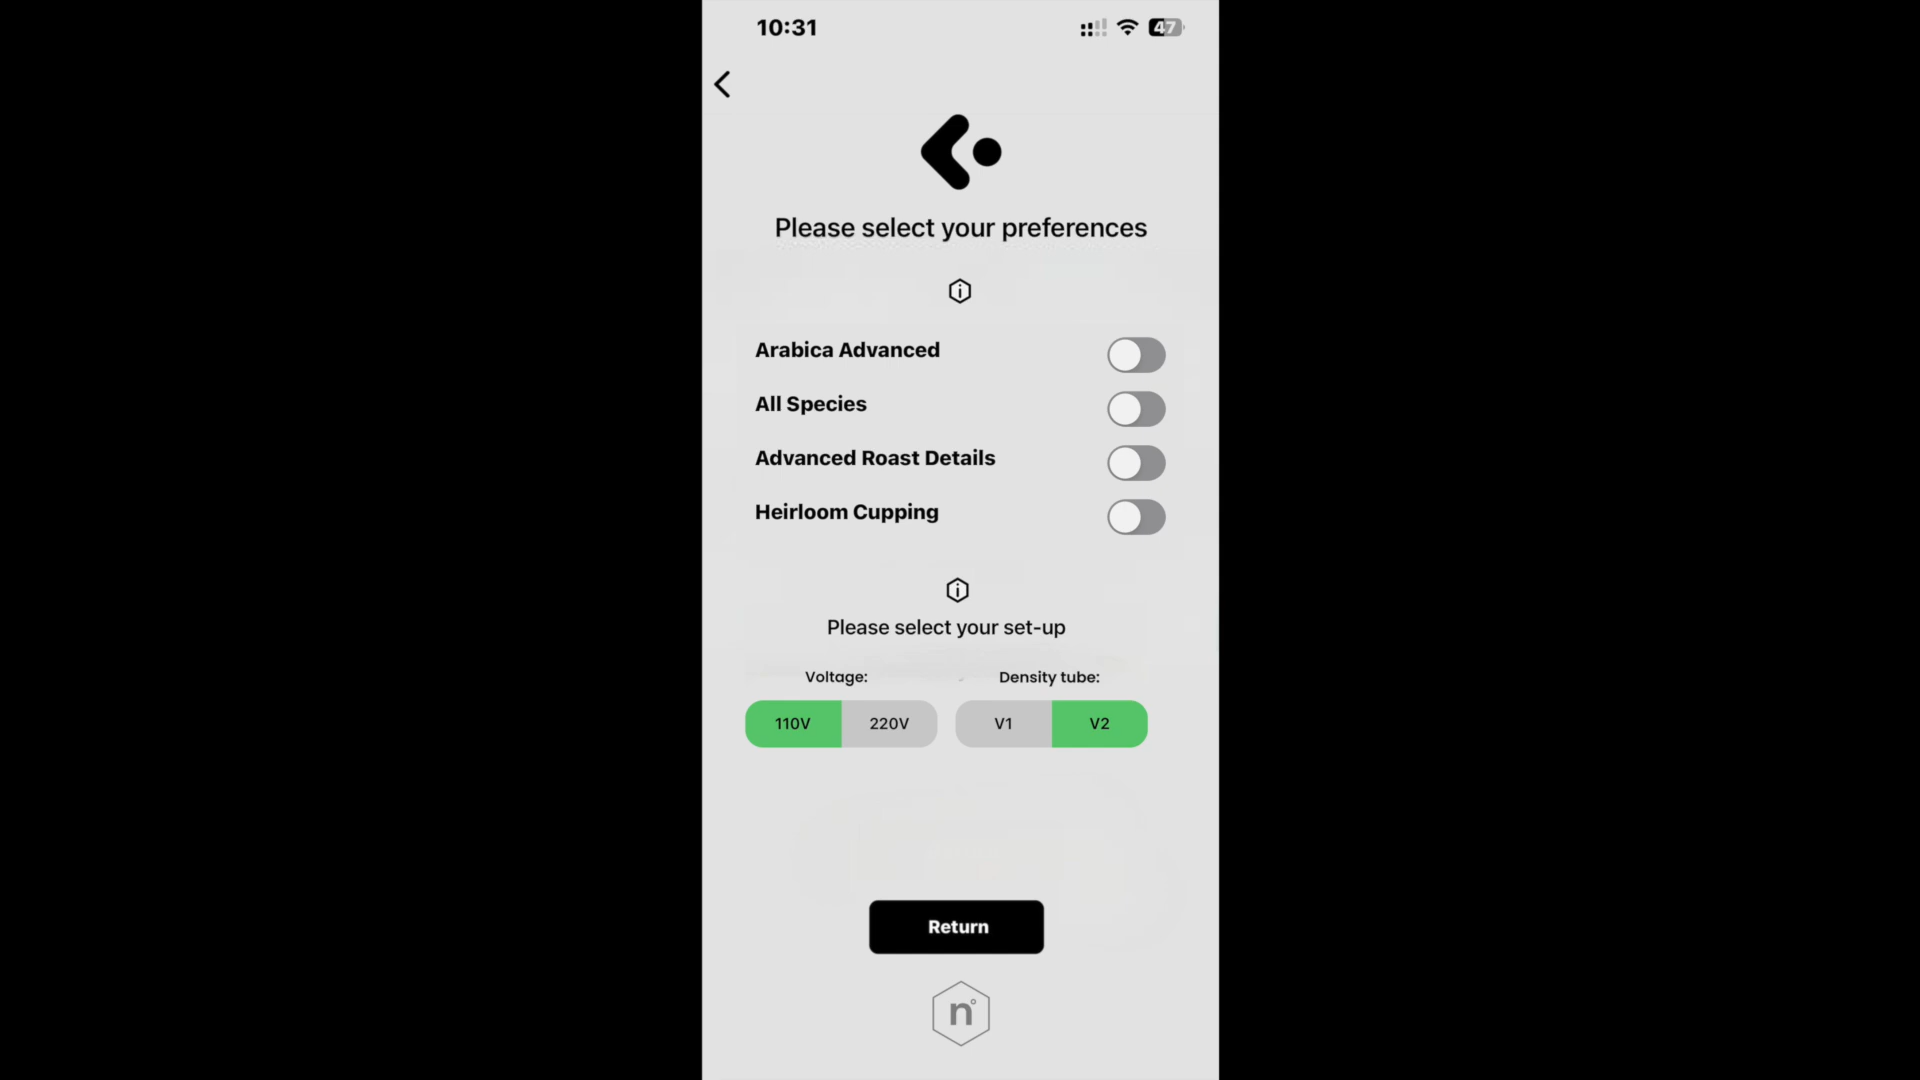 10:31
47
Please select your preferences
Arabica Advanced
All Species
Advanced Roast Details
Heirloom Cupping
Please select your set-up
Voltage: Density tube:
110V 220V V1 V2
Return
n°